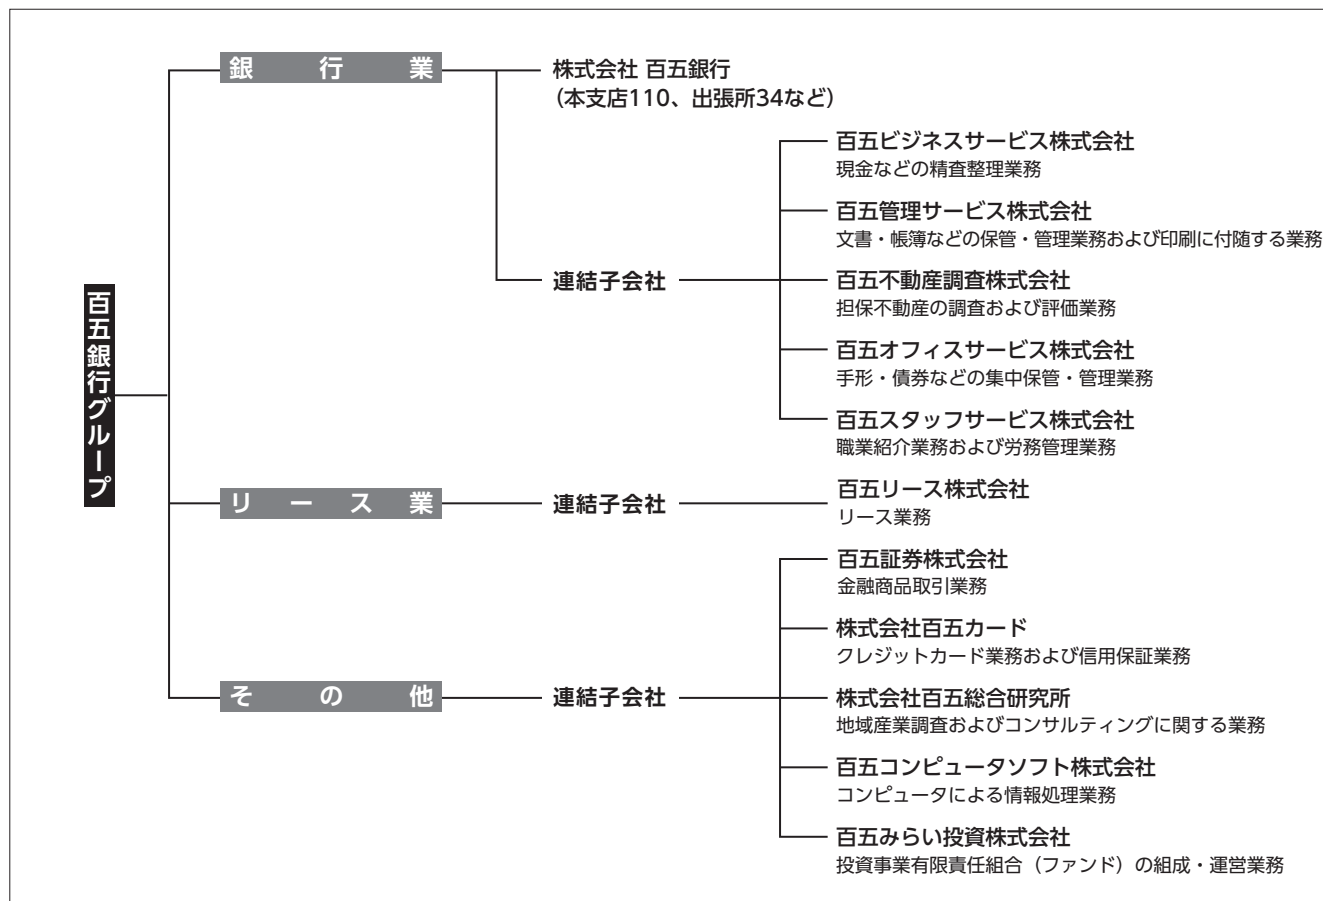 百五銀行グループ
銀行業
株式会社 百五銀行
（本支店110、出張所34など）
連結子会社
百五ビジネスサービス株式会社
現金などの精査整理業務
百五管理サービス株式会社
文書・帳簿などの保管・管理業務および印刷に付随する業務
百五不動産調査株式会社
担保不動産の調査および評価業務
百五オフィスサービス株式会社
手形・債券などの集中保管・管理業務
百五スタッフサービス株式会社
職業紹介業務および労務管理業務
リース業
連結子会社
百五リース株式会社
リース業務
その他
連結子会社
百五証券株式会社
金融商品取引業務
株式会社百五カード
クレジットカード業務および信用保証業務
株式会社百五総合研究所
地域産業調査およびコンサルティングに関する業務
百五コンピュータソフト株式会社
コンピュータによる情報処理業務
百五みらい投資株式会社
投資事業有限責任組合（ファンド）の組成・運営業務